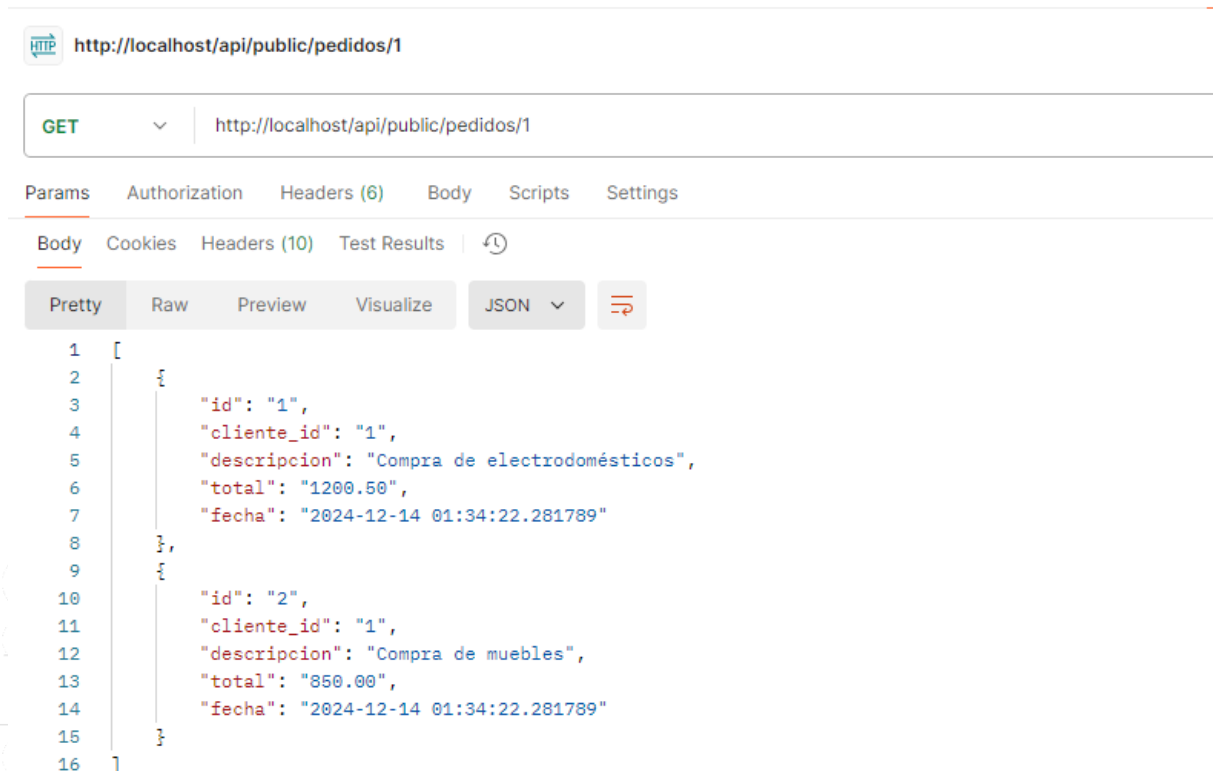 HTTP http://localhost/api/public/pedidos/1
GET http://localhost/api/public/pedidos/1
Params Authorization Headers (6) Body Scripts Settings
Body Cookies Headers (10) Test Results
Pretty Raw Preview Visualize JSON
1 [
2 {
3 "id": "1",
4 "cliente_id": "1",
5 "descripcion": "Compra de electrodomésticos",
6 "total": "1200.50",
7 "fecha": "2024-12-14 01:34:22.281789"
8 },
9 {
10 "id": "2",
11 "cliente_id": "1",
12 "descripcion": "Compra de muebles",
13 "total": "850.00",
14 "fecha": "2024-12-14 01:34:22.281789"
15 }
16 ]